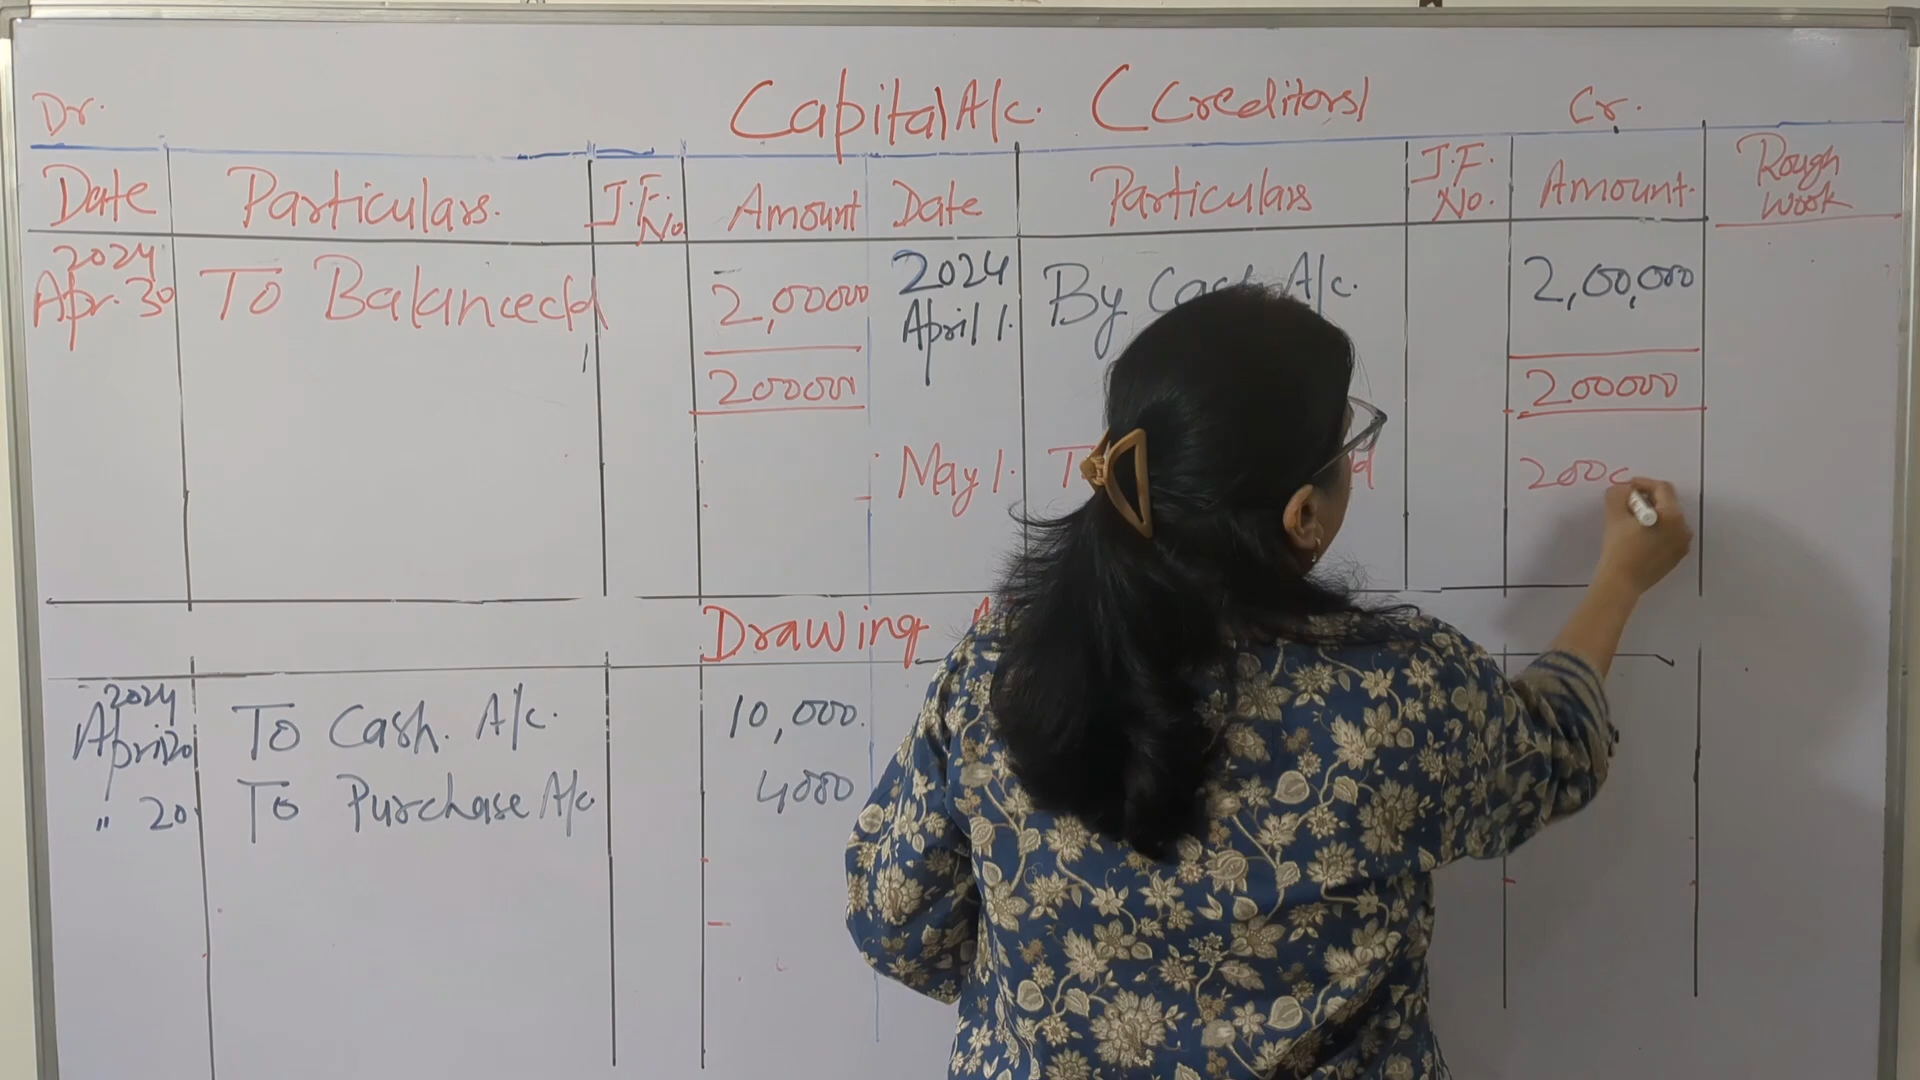 Dr. Capital A/c. (Creditors) Cr.
Date Particulars. J.F. No. Amount Date Particulars J.F. No. Amount. Rough Work
2024 Apr. 30 To Balance c/d 2,00000 2024 April 1. By Cash A/c. 2,00,000
200000 200000
May 1. 200
Drawing
2024 April 20 To Cash. A/c. 10,000.
" 20. To Purchase A/c 4000